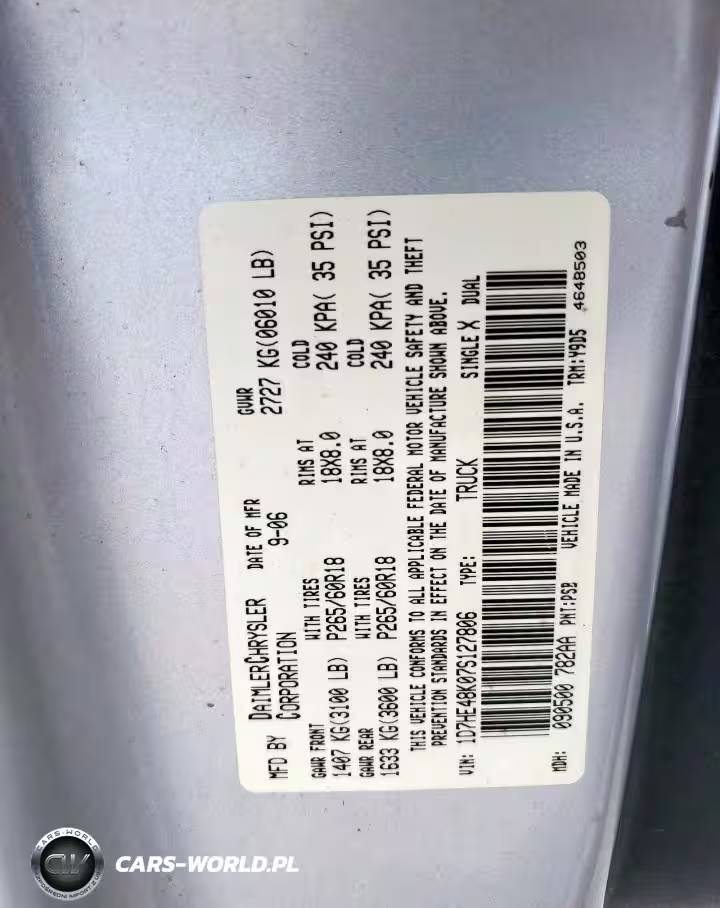 MFD BY DAIMLERCHRYSLER CORPORATION DATE OF MFR 9-06 GVWR 2727 KG(06010 LB)
GAWR FRONT WITH TIRES RIMS AT COLD
1407 KG(3100 LB) P265/60R18 18X8.0 240 KPA( 35 PSI)
GAWR REAR WITH TIRES RIMS AT COLD
1633 KG(3600 LB) P265/60R18 18X8.0 240 KPA( 35 PSI)
THIS VEHICLE CONFORMS TO ALL APPLICABLE FEDERAL MOTOR VEHICLE SAFETY AND THEFT
PREVENTION STANDARDS IN EFFECT ON THE DATE OF MANUFACTURE SHOWN ABOVE.
VIN: 1D7HE48K07S127806 TYPE: TRUCK SINGLE X DUAL
MDH: 090500 782AA PNT:PSB VEHICLE MADE IN U.S.A. TRM:Y9D5 4648503
CARS-WORLD
CW
CARS-WORLD.PL